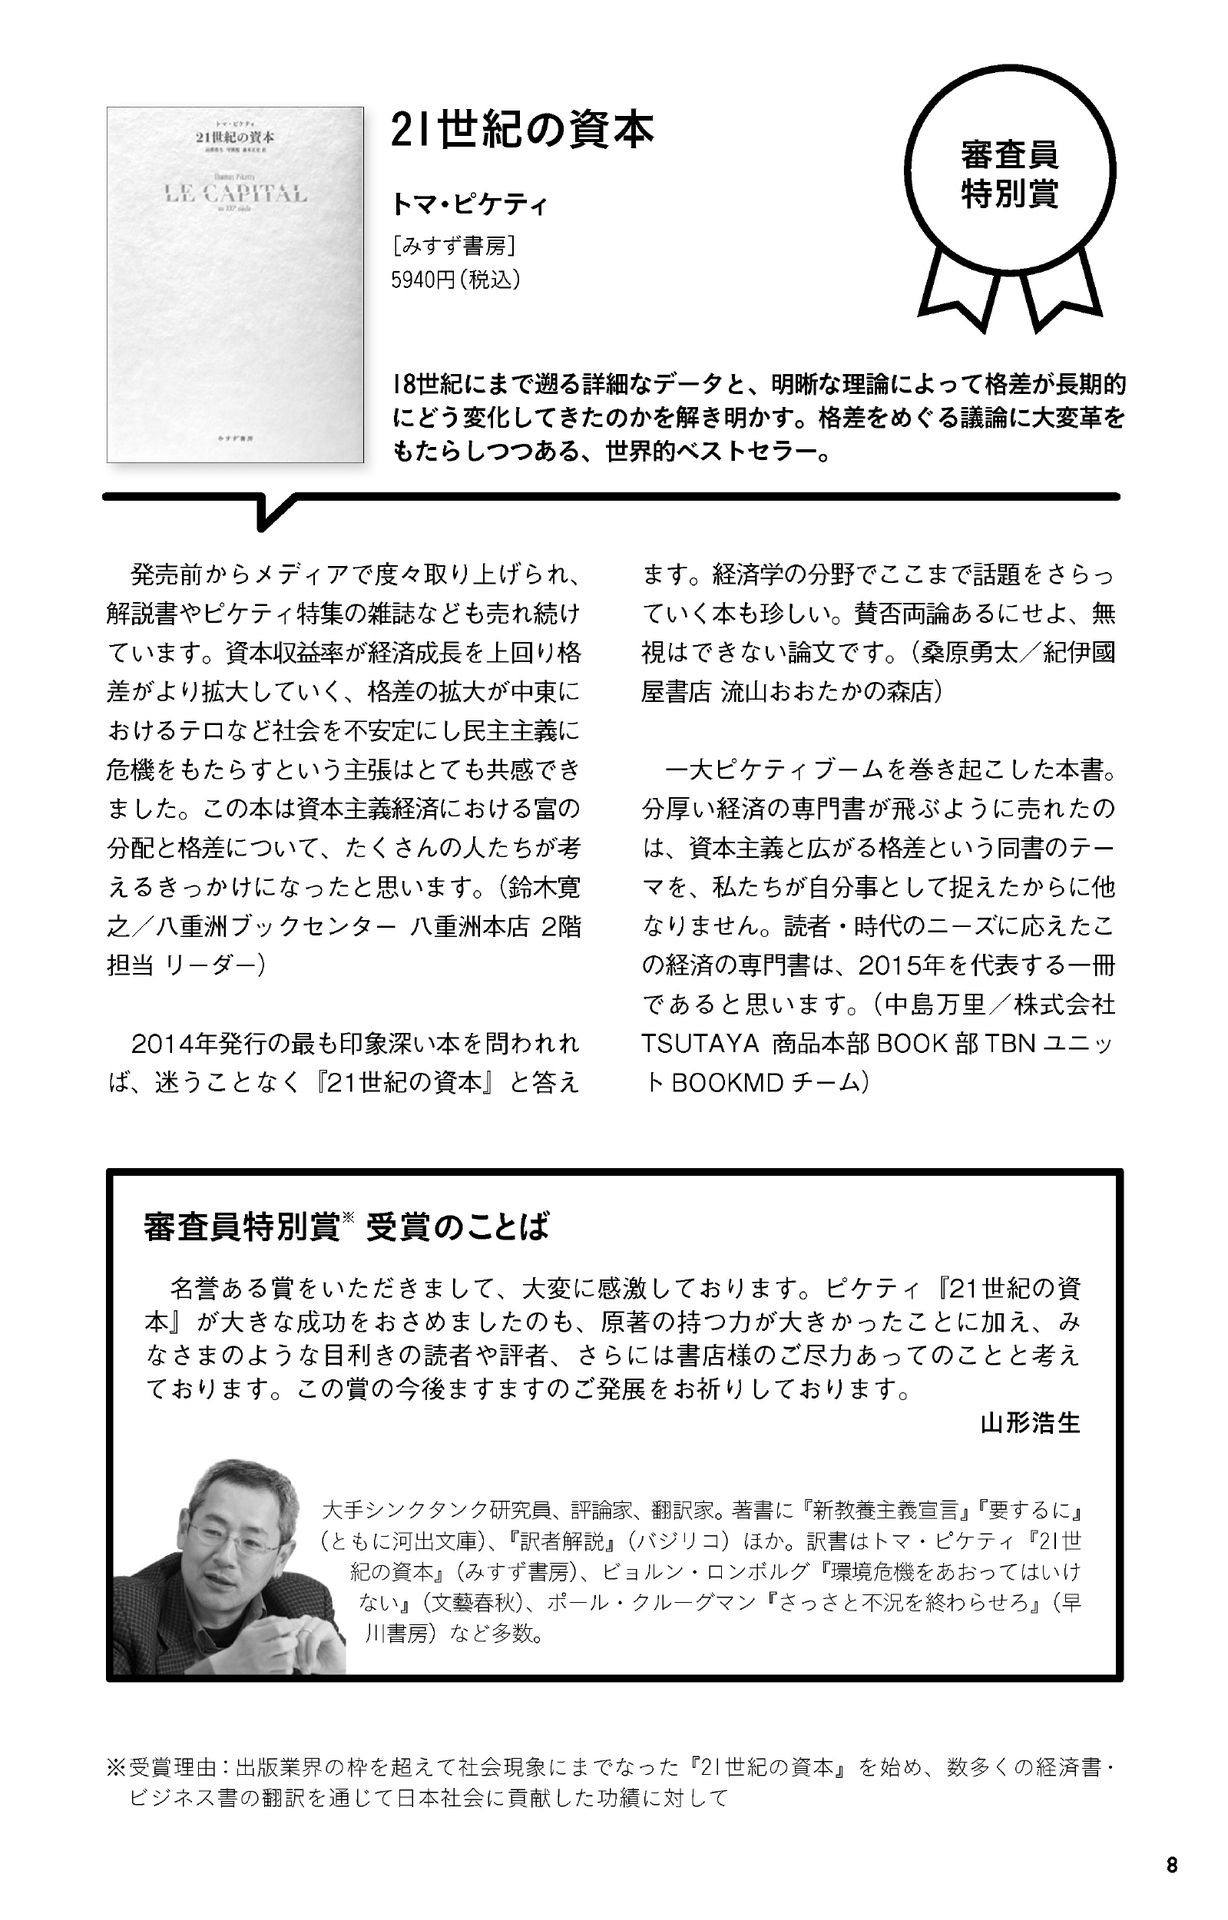 トマ・ピケティ
21世紀の資本
Thomas Piketty
LE CAPITAL
au XXIe siècle
みすず書房
21世紀の資本
トマ・ピケティ
［みすず書房］
5940円（税込）
審査員
特別賞
18世紀にまで遡る詳細なデータと、明晰な理論によって格差が長期的
にどう変化してきたのかを解き明かす。格差をめぐる議論に大変革を
もたらしつつある、世界的ベストセラー。
発売前からメディアで度々取り上げられ、
解説書やピケティ特集の雑誌なども売れ続け
ています。資本収益率が経済成長を上回り格
差がより拡大していく、格差の拡大が中東に
おけるテロなど社会を不安定にし民主主義に
危機をもたらすという主張はとても共感でき
ました。この本は資本主義経済における富の
分配と格差について、たくさんの人たちが考
えるきっかけになったと思います。（鈴木寛
之／八重洲ブックセンター 八重洲本店 2階
担当 リーダー）
2014年発行の最も印象深い本を問われれ
ば、迷うことなく『21世紀の資本』と答え
ます。経済学の分野でここまで話題をさらっ
ていく本も珍しい。賛否両論あるにせよ、無
視はできない論文です。（桑原勇太／紀伊國
屋書店 流山おおたかの森店）
一大ピケティブームを巻き起こした本書。
分厚い経済の専門書が飛ぶように売れたの
は、資本主義と広がる格差という同書のテー
マを、私たちが自分事として捉えたからに他
なりません。読者・時代のニーズに応えたこ
の経済の専門書は、2015年を代表する一冊
であると思います。（中島万里／株式会社
TSUTAYA 商品本部 BOOK 部 TBN ユニッ
ト BOOKMD チーム）
審査員特別賞※ 受賞のことば
名誉ある賞をいただきまして、大変に感激しております。ピケティ『21世紀の資
本』が大きな成功をおさめましたのも、原著の持つ力が大きかったことに加え、み
なさまのような目利きの読者や評者、さらには書店様のご尽力あってのことと考え
ております。この賞の今後ますますのご発展をお祈りしております。
山形浩生
大手シンクタンク研究員、評論家、翻訳家。著書に『新教養主義宣言』『要するに』
（ともに河出文庫）、『訳者解説』（バジリコ）ほか。訳書はトマ・ピケティ『21世
紀の資本』（みすず書房）、ビョルン・ロンボルグ『環境危機をあおってはいけ
ない』（文藝春秋）、ポール・クルーグマン『さっさと不況を終わらせろ』（早
川書房）など多数。
※受賞理由：出版業界の枠を超えて社会現象にまでなった『21世紀の資本』を始め、数多くの経済書・
ビジネス書の翻訳を通じて日本社会に貢献した功績に対して
8